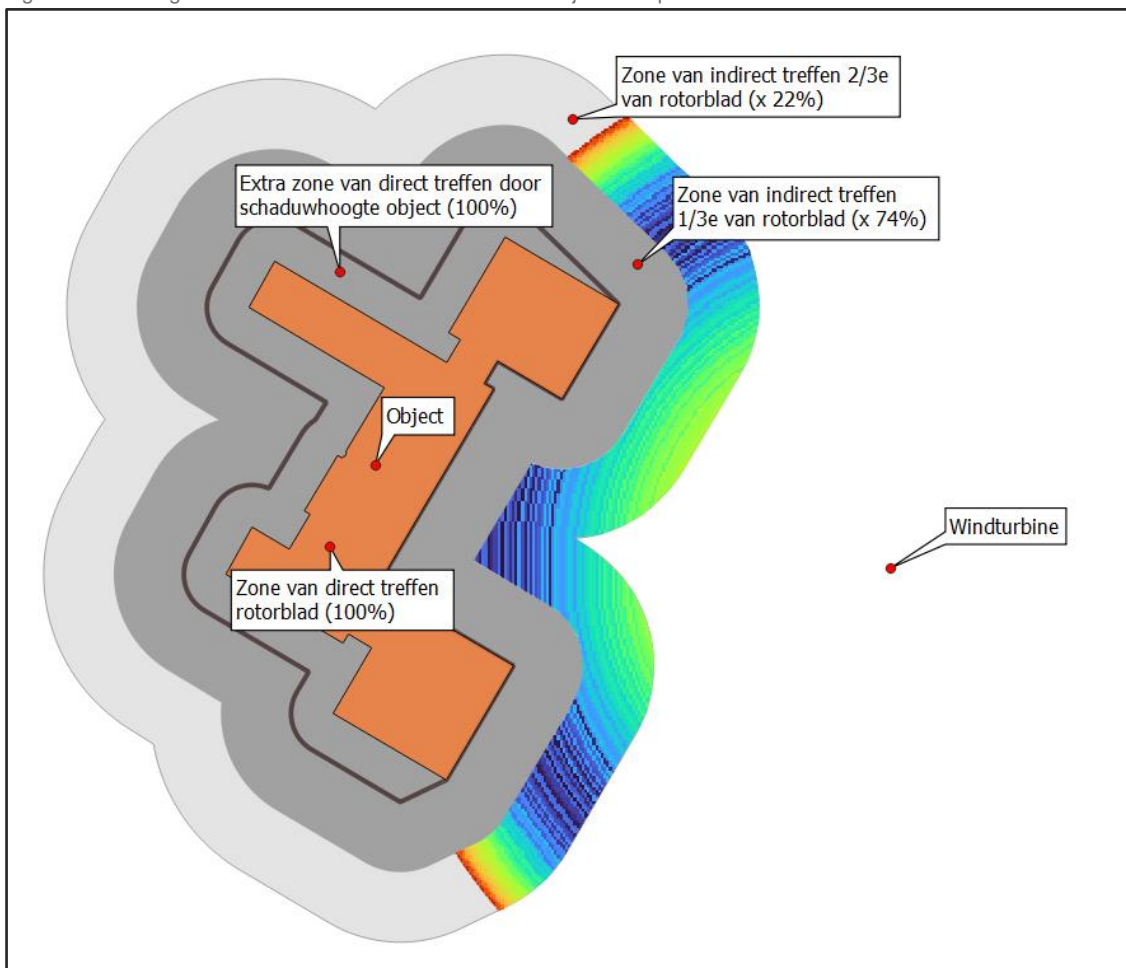 Zone van indirect treffen 2/3e
van rotorblad (x 22%)
Extra zone van direct treffen door
schaduwhoogte object (100%)
Zone van indirect treffen
1/3e van rotorblad (x 74%)
Object
Windturbine
Zone van direct treffen
rotorblad (100%)